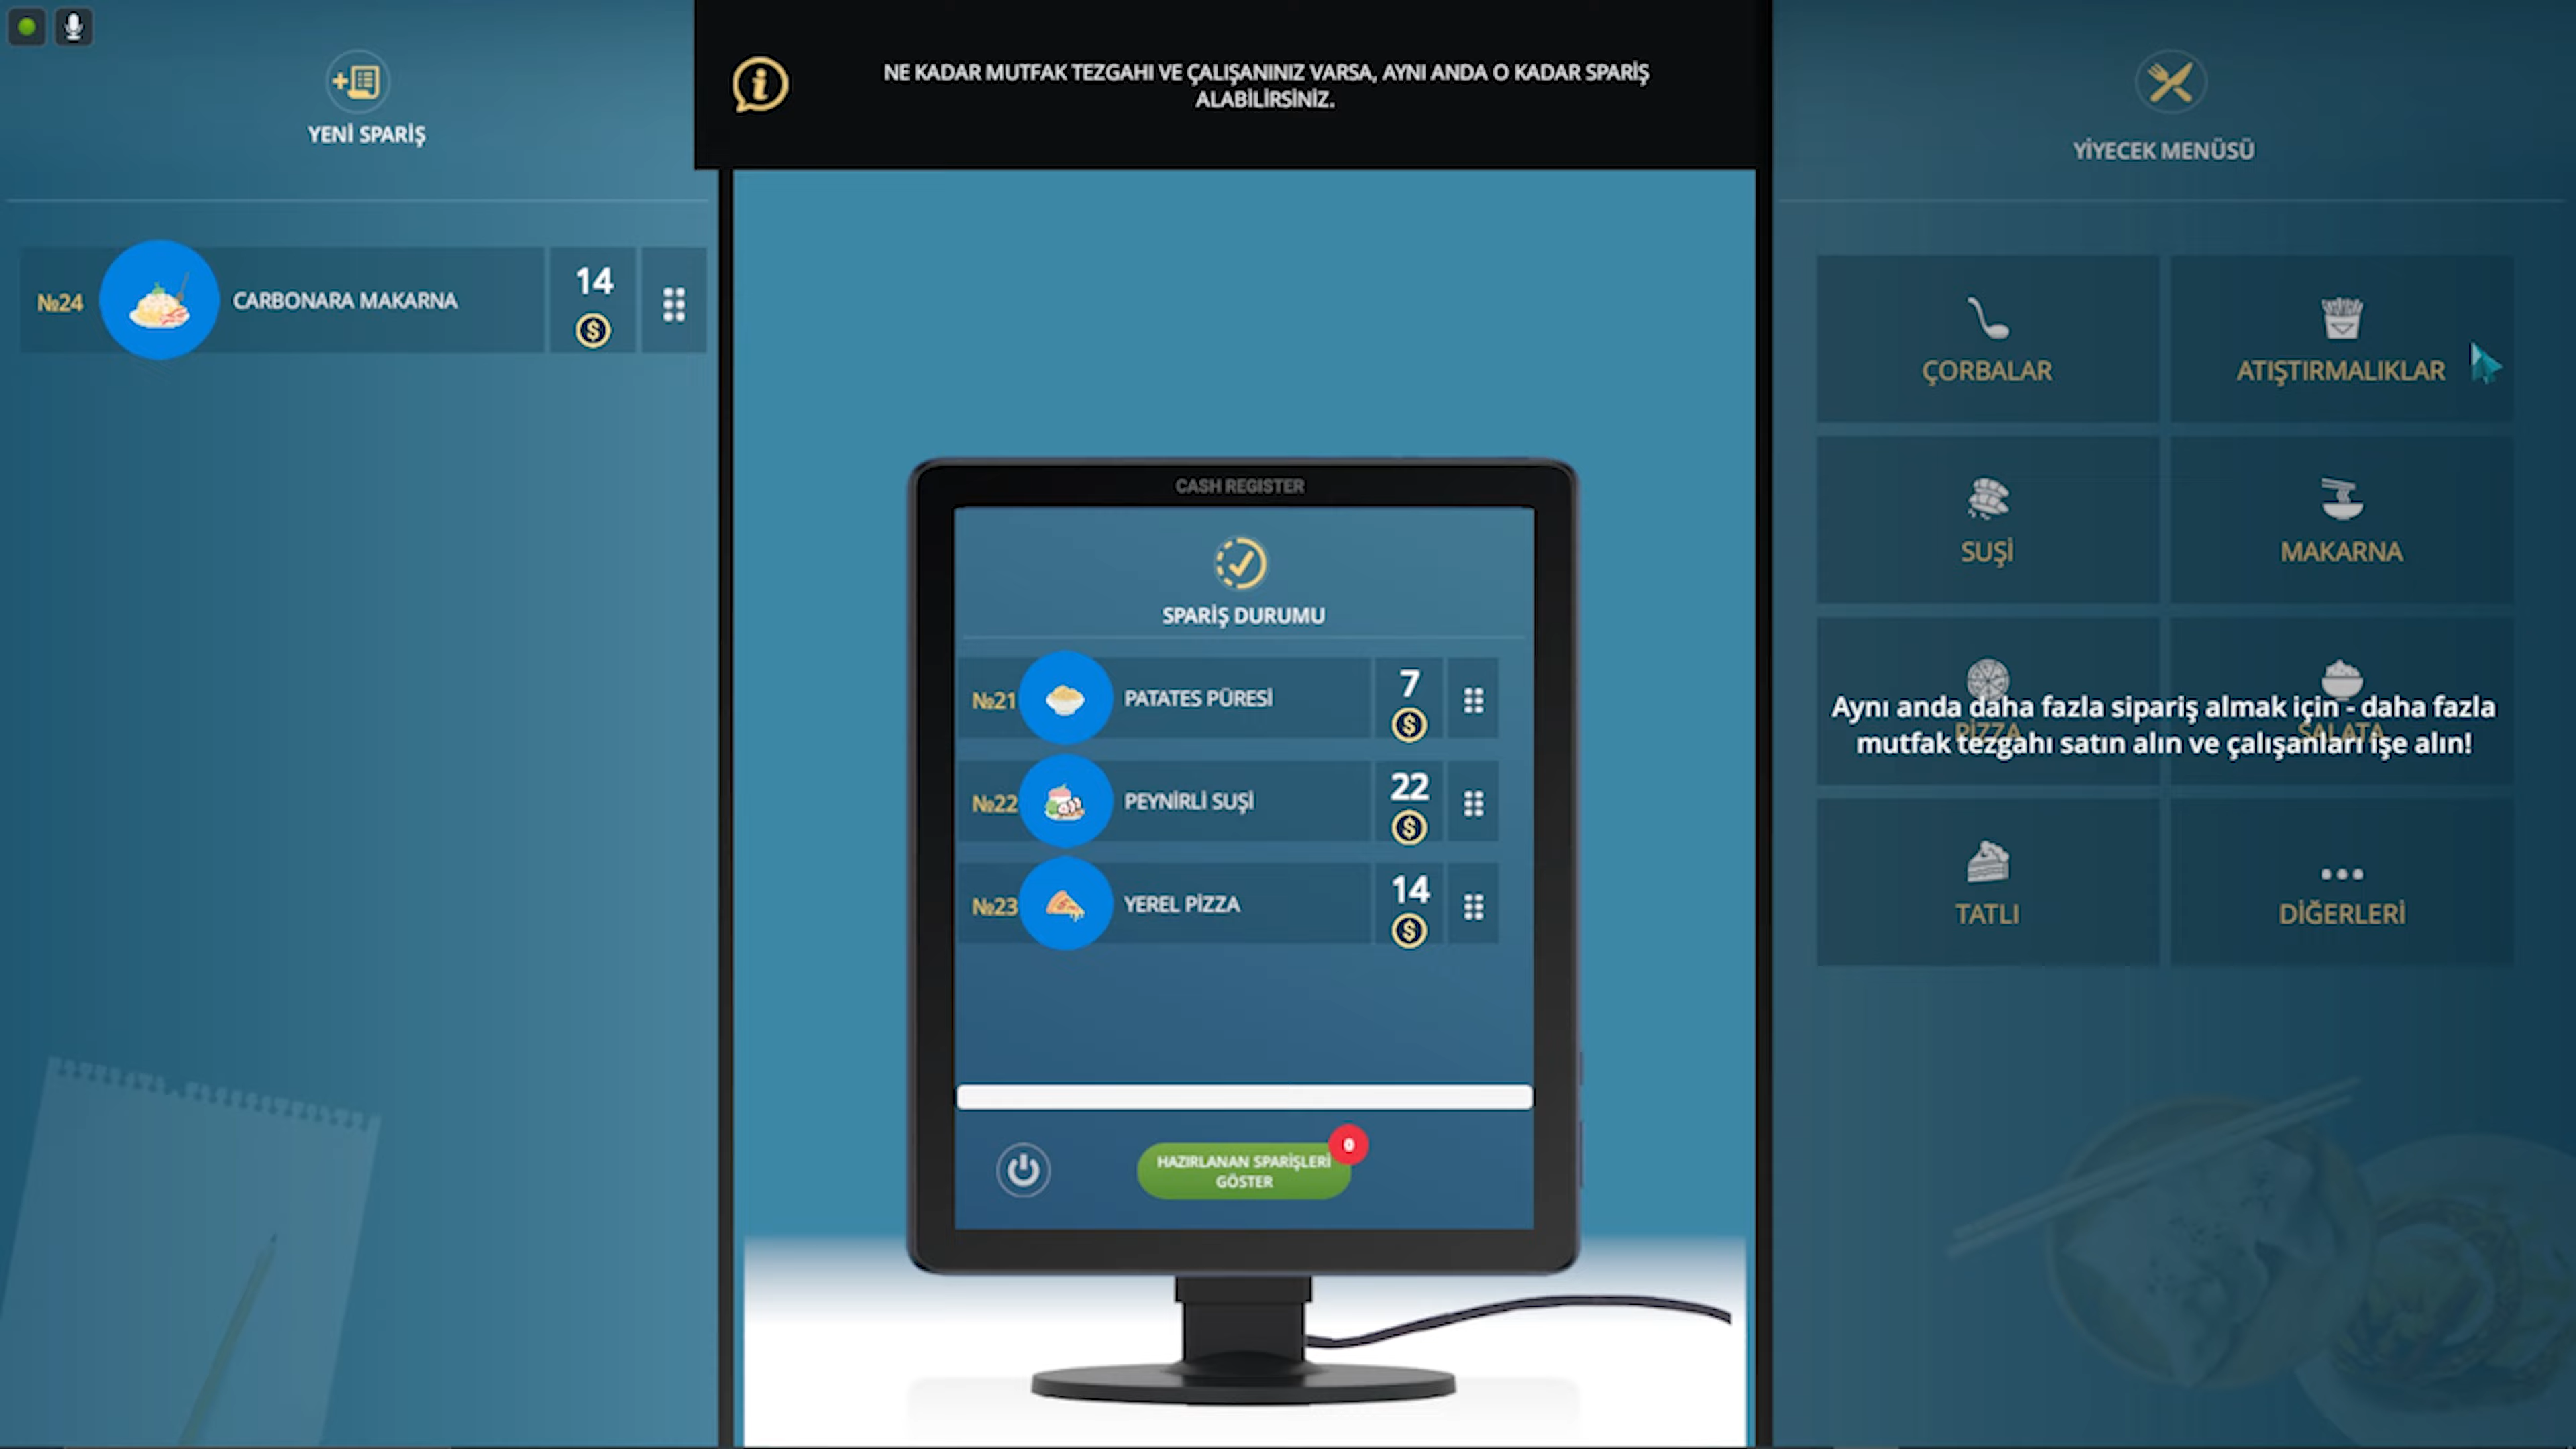 YENİ SPARİŞ
№24 CARBONARA MAKARNA 14
NE KADAR MUTFAK TEZGAHI VE ÇALIŞANINIZ VARSA, AYNI ANDA O KADAR SPARİŞ
ALABİLİRSİNİZ.
CASH REGISTER
SPARİŞ DURUMU
№21 PATATES PÜRESİ 7
№22 PEYNİRLİ SUŞİ 22
№23 YEREL PİZZA 14
0
HAZIRLANAN SPARİŞLERİ
GÖSTER
YİYECEK MENÜSÜ
ÇORBALAR ATIŞTIRMALIKLAR
SUŞİ MAKARNA
Aynı anda daha fazla sipariş almak için - daha fazla
PİZZA SALATA
mutfak tezgahı satın alın ve çalışanları işe alın!
TATLI DİĞERLERİ